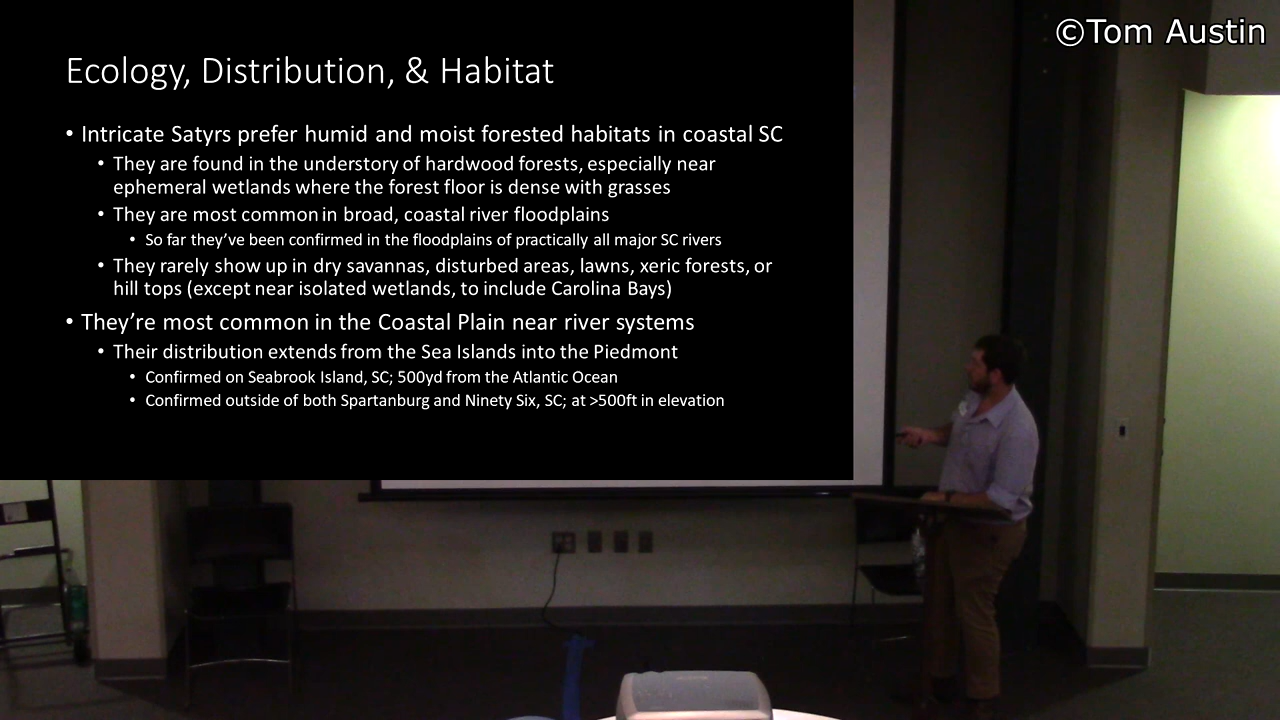 ©Tom Austin
Ecology, Distribution, & Habitat
• Intricate Satyrs prefer humid and moist forested habitats in coastal SC
• They are found in the understory of hardwood forests, especially near
ephemeral wetlands where the forest floor is dense with grasses
• They are most common in broad, coastal river floodplains
• So far they've been confirmed in the floodplains of practically all major SC rivers
• They rarely show up in dry savannas, disturbed areas, lawns, xeric forests, or
hill tops (except near isolated wetlands, to include Carolina Bays)
• They're most common in the Coastal Plain near river systems
• Their distribution extends from the Sea Islands into the Piedmont
• Confirmed on Seabrook Island, SC; 500yd from the Atlantic Ocean
• Confirmed outside of both Spartanburg and Ninety Six, SC; at >500ft in elevation